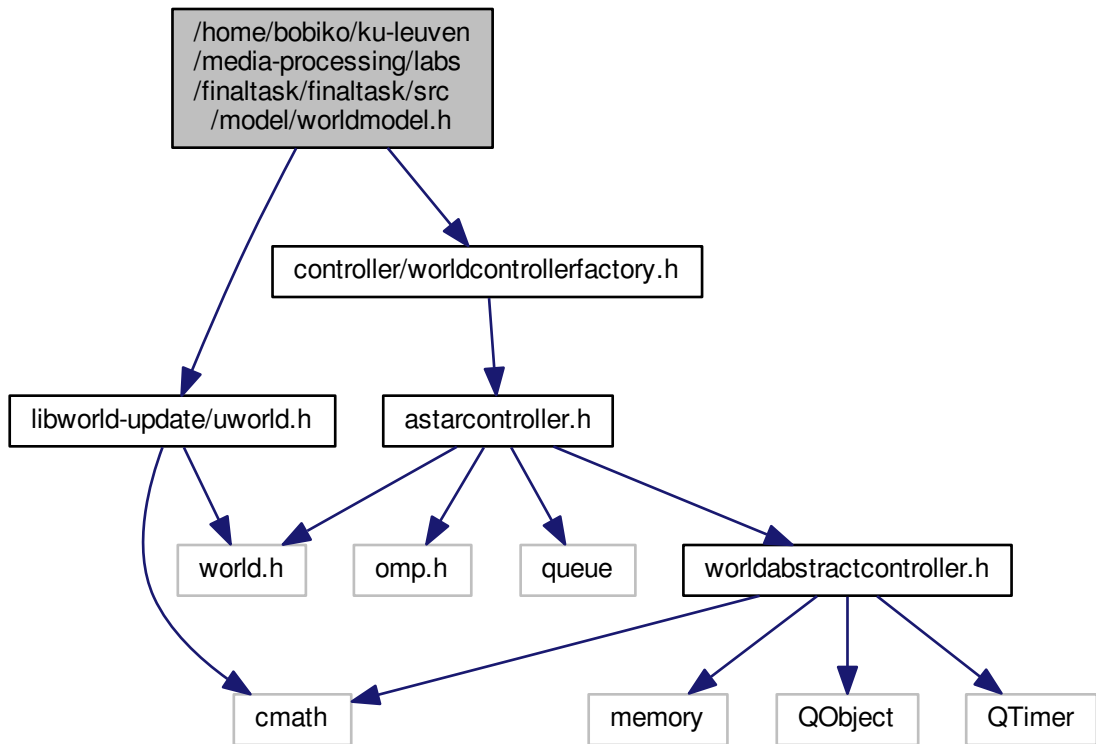 /home/bobiko/ku-leuven
/media-processing/labs
/finaltask/finaltask/src
/model/worldmodel.h
controller/worldcontrollerfactory.h
libworld-update/uworld.h
astarcontroller.h
world.h
omp.h
queue
worldabstractcontroller.h
cmath
memory
QObject
QTimer